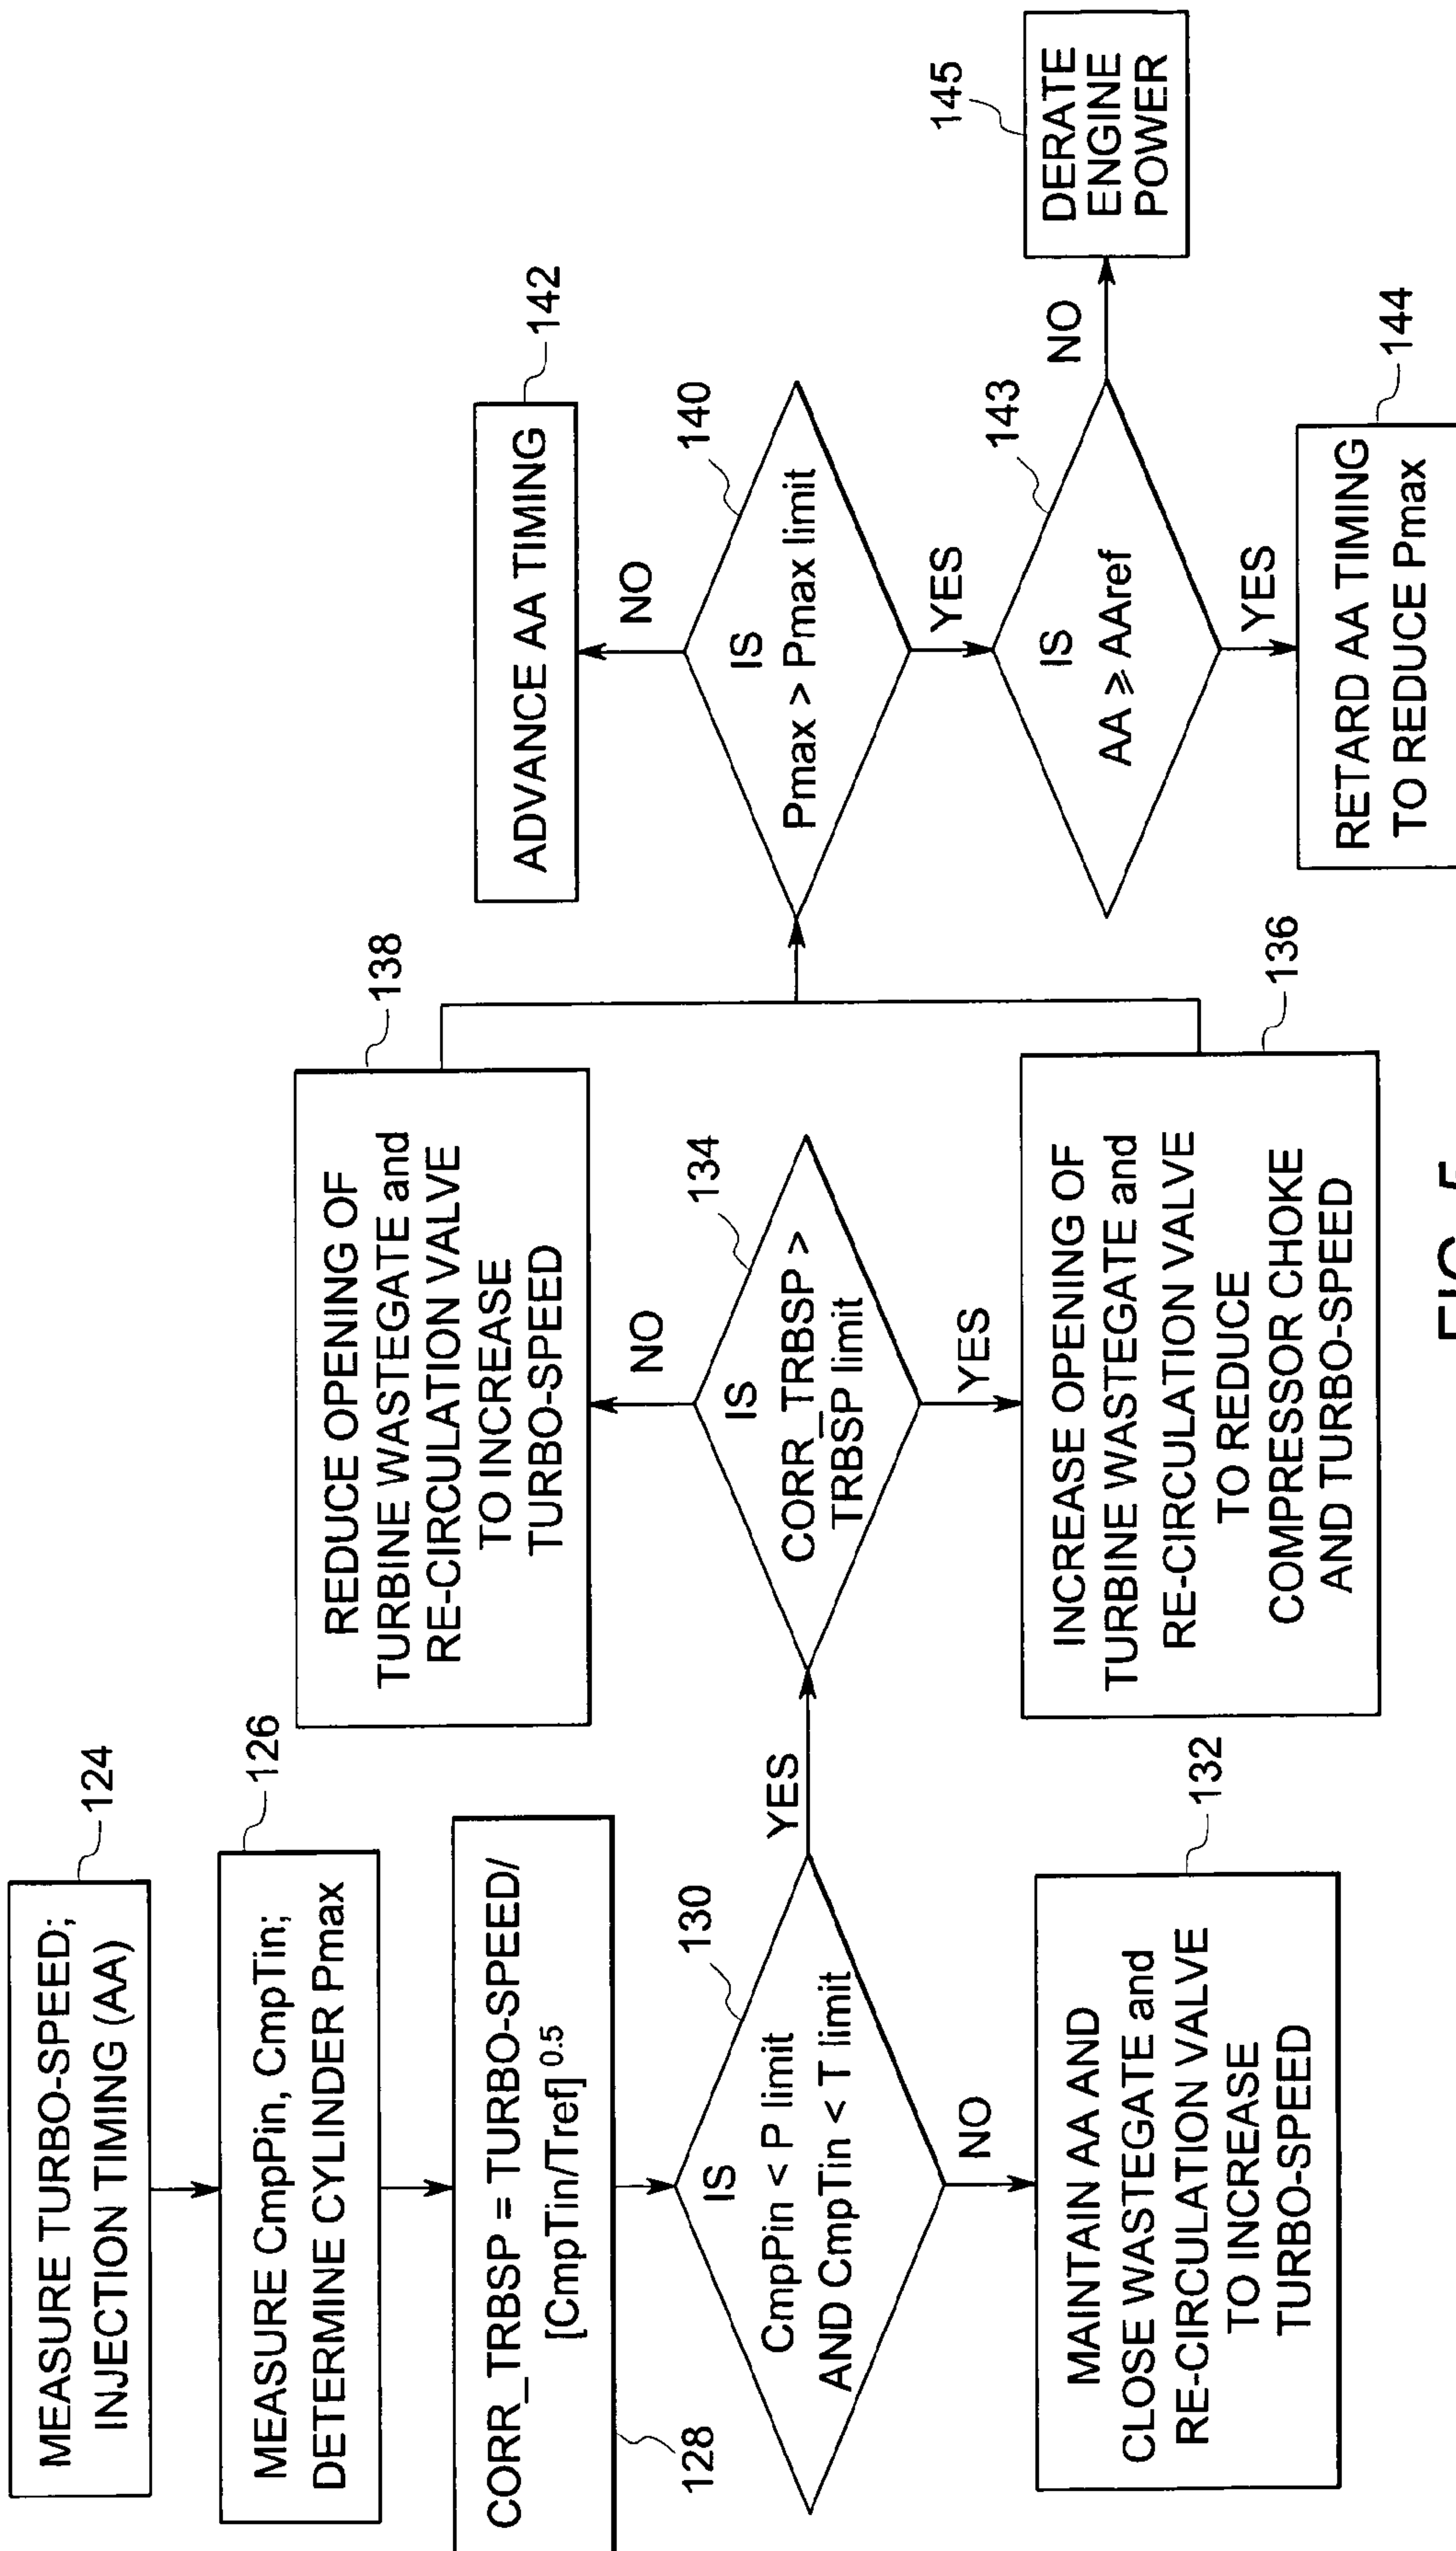 MEASURE TURBO-SPEED;
INJECTION TIMING (AA)
124
MEASURE CmpPin, CmpTin;
DETERMINE CYLINDER Pmax
126
CORR_TRBSP = TURBO-SPEED/
[CmpTin/Tref] 0.5
128
IS
CmpPin < P limit
AND CmpTin < T limit
130
YES
NO
MAINTAIN AA AND
CLOSE WASTEGATE and
RE-CIRCULATION VALVE
TO INCREASE
TURBO-SPEED
132
REDUCE OPENING OF
TURBINE WASTEGATE and
RE-CIRCULATION VALVE
TO INCREASE
TURBO-SPEED
138
NO
IS
CORR_TRBSP >
TRBSP limit
134
YES
INCREASE OPENING OF
TURBINE WASTEGATE and
RE-CIRCULATION VALVE
TO REDUCE
COMPRESSOR CHOKE
AND TURBO-SPEED
136
ADVANCE AA TIMING
142
NO
IS
Pmax > Pmax limit
140
YES
IS
AA ⩾ AAref
143
NO
DERATE
ENGINE
POWER
145
YES
RETARD AA TIMING
TO REDUCE Pmax
144